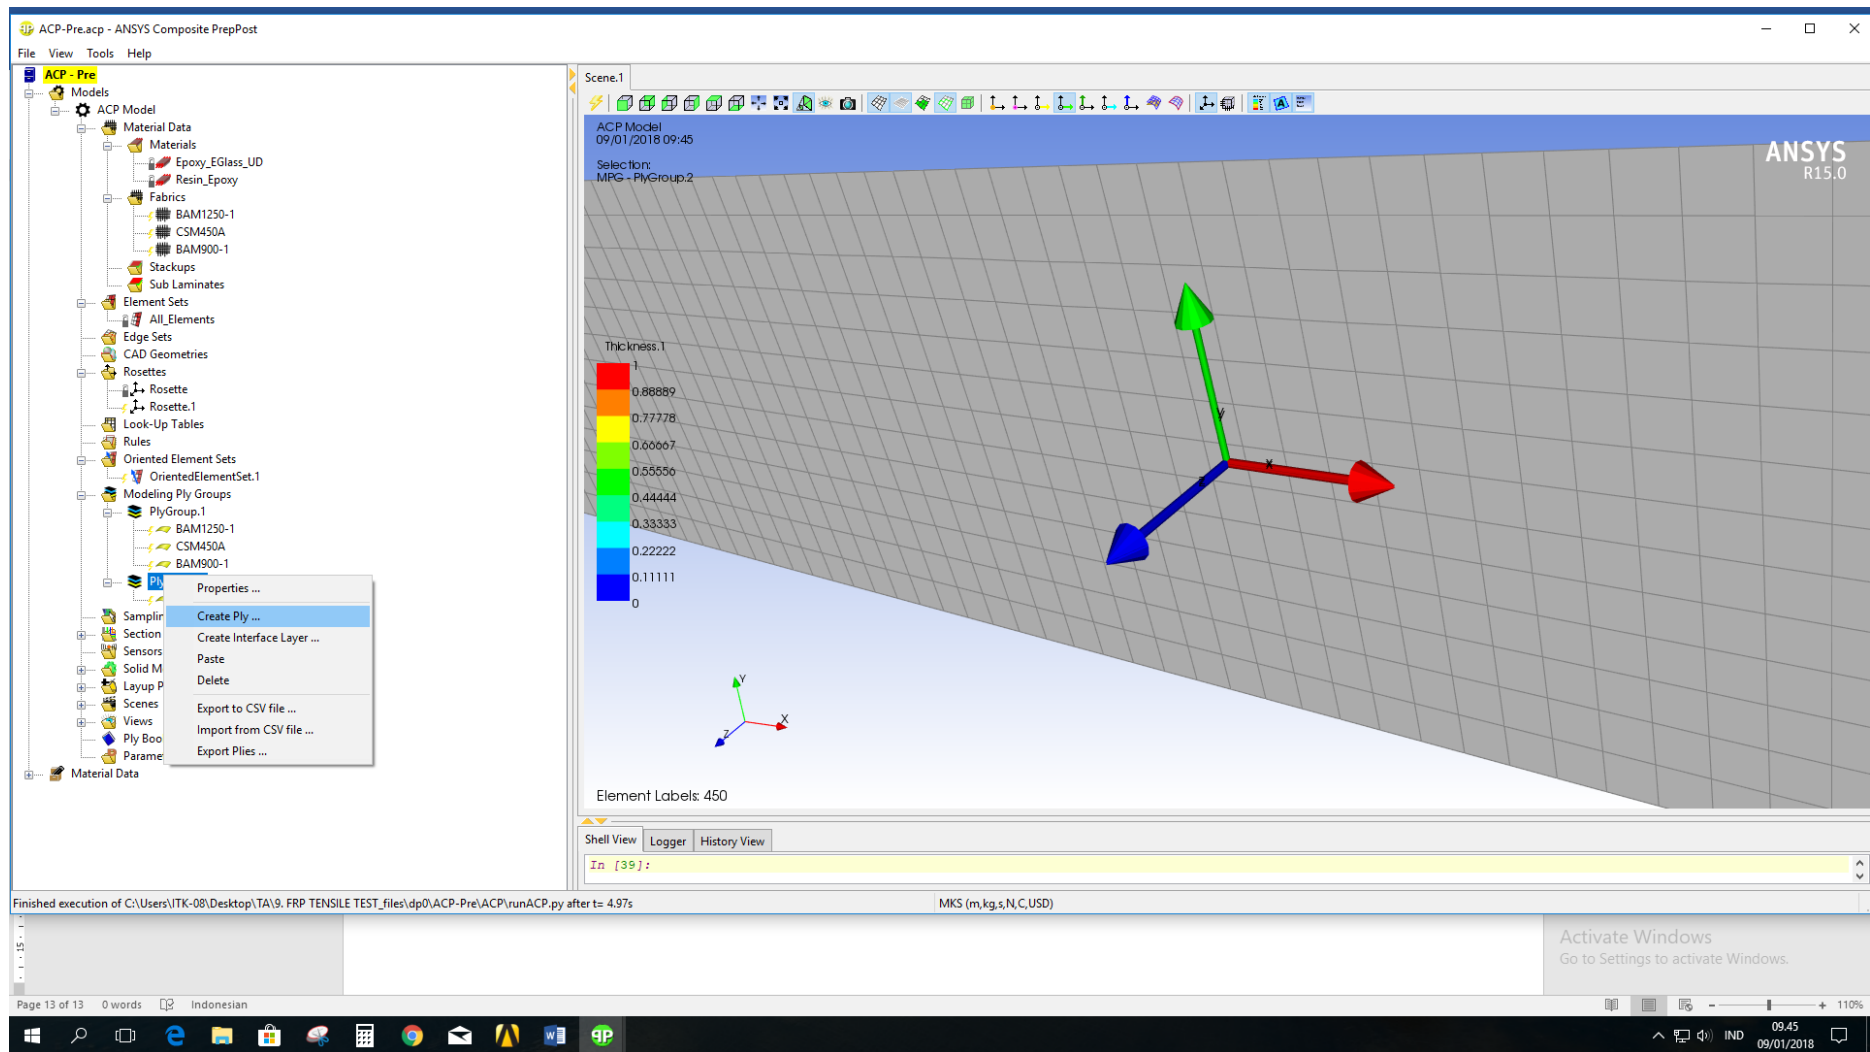 ACP-Pre.acp - ANSYS Composite PrepPost
File View Tools Help
ACP - Pre
Models
ACP Model
Material Data
Materials
Epoxy_EGlass_UD
Resin_Epoxy
Fabrics
BAM1250-1
CSM450A
BAM900-1
Stackups
Sub Laminates
Element Sets
All_Elements
Edge Sets
CAD Geometries
Rosettes
Rosette
Rosette.1
Look-Up Tables
Rules
Oriented Element Sets
OrientedElementSet.1
Modeling Ply Groups
PlyGroup.1
BAM1250-1
CSM450A
BAM900-1
Ply
Samplin
Section
Sensors
Solid M
Layup P
Scenes
Views
Ply Boo
Parame
Material Data
Properties ...
Create Ply ...
Create Interface Layer ...
Paste
Delete
Export to CSV file ...
Import from CSV file ...
Export Plies ...
Scene.1
ACP Model
09/01/2018 09:45
Selection:
MPG - PlyGroup.2
ANSYS
R15.0
Thickness.1
1
0.88889
0.77778
0.66667
0.55556
0.44444
0.33333
0.22222
0.11111
0
Y
X
Y
X
Z
Element Labels: 450
Shell View Logger History View
In [39]:
Finished execution of C:\Users\ITK-08\Desktop\TA\9. FRP TENSILE TEST_files\dp0\ACP-Pre\ACP\runACP.py after t= 4.97s
MKS (m,kg,s,N,C,USD)
15
Activate Windows
Go to Settings to activate Windows.
Page 13 of 13 0 words Indonesian
110%
IND
09.45
09/01/2018